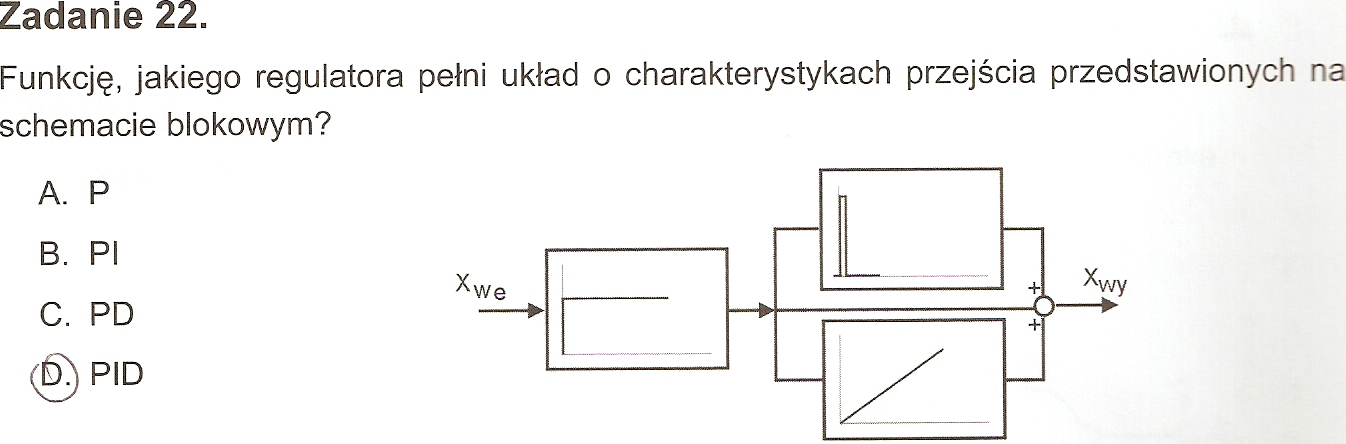 Zadanie 22.
Funkcję, jakiego regulatora pełni układ o charakterystykach przejścia przedstawionych na
schemacie blokowym?
A. P
B. PI
C. PD
D. PID
Xwe
+
Xwy
+